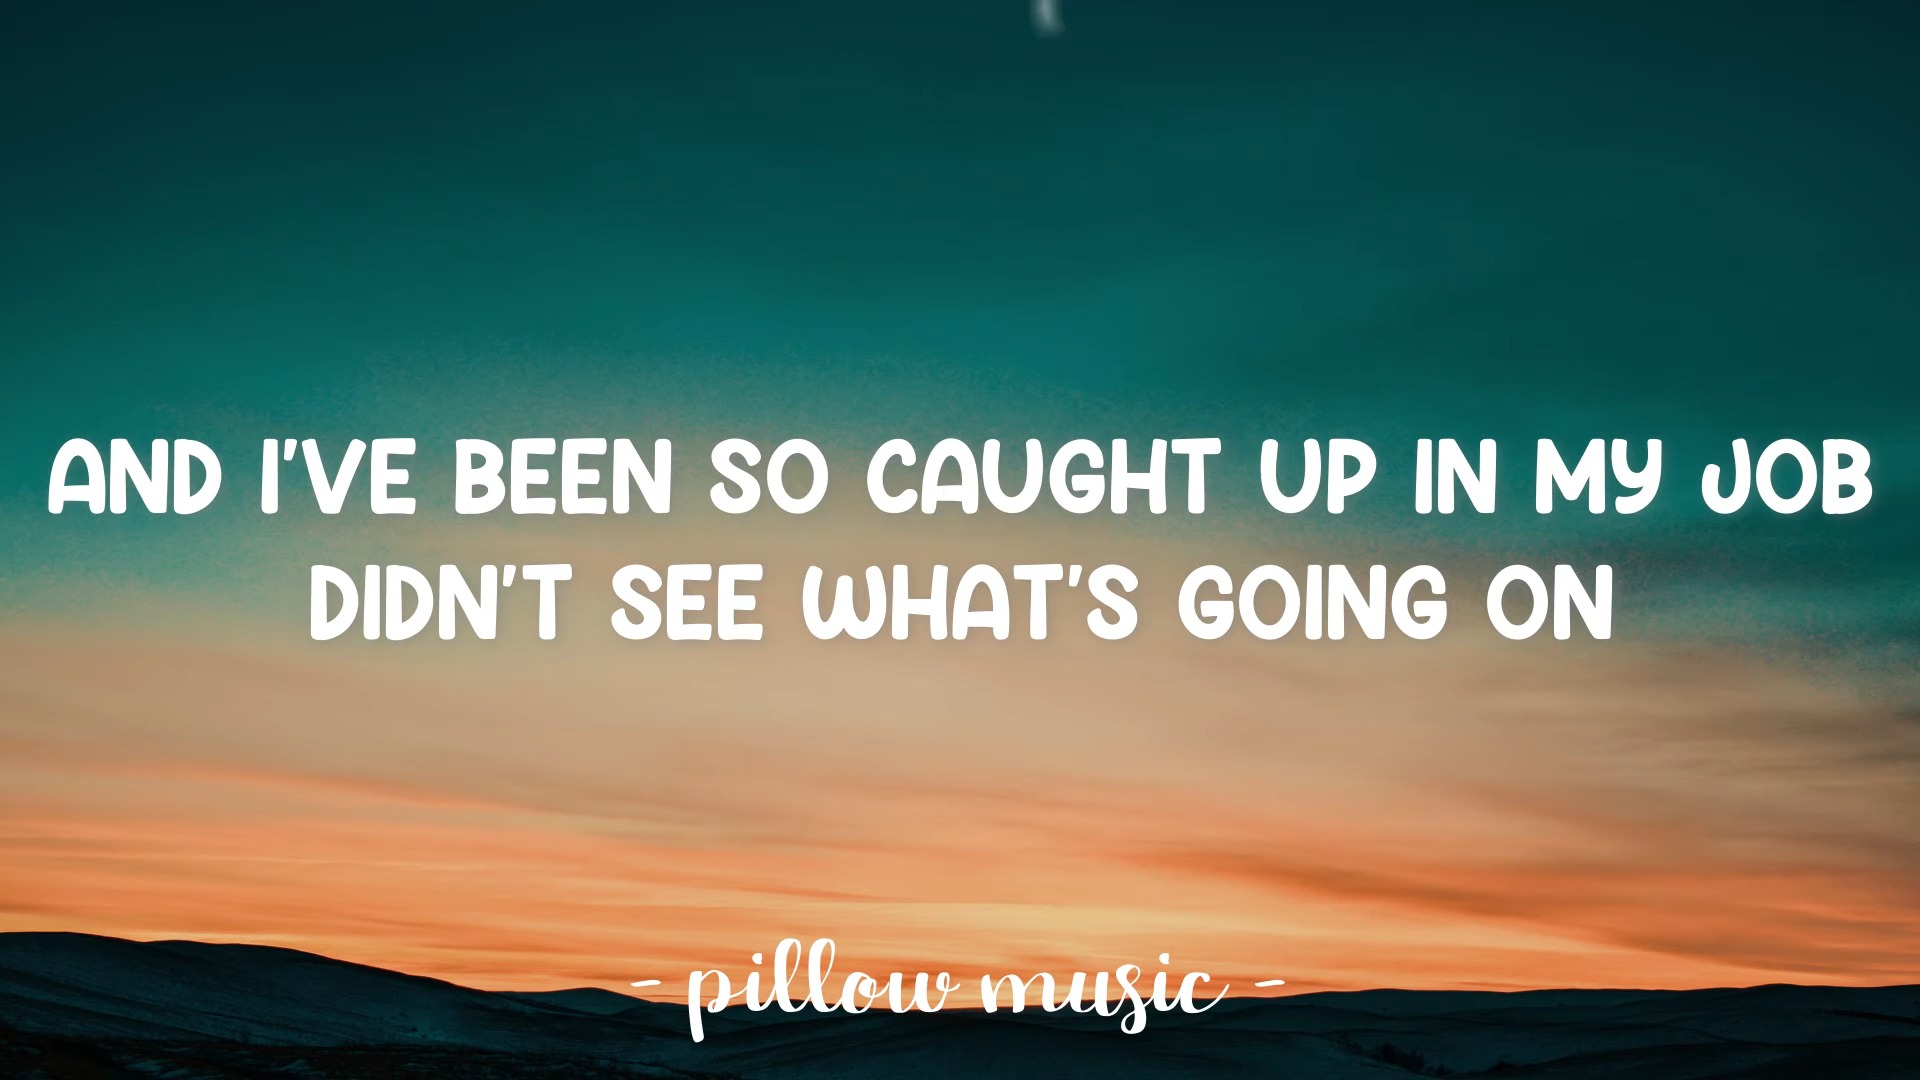 AND I'VE BEEN SO CAUGHT UP IN MY JOB
DIDN'T SEE WHAT'S GOING ON
- pillow music -